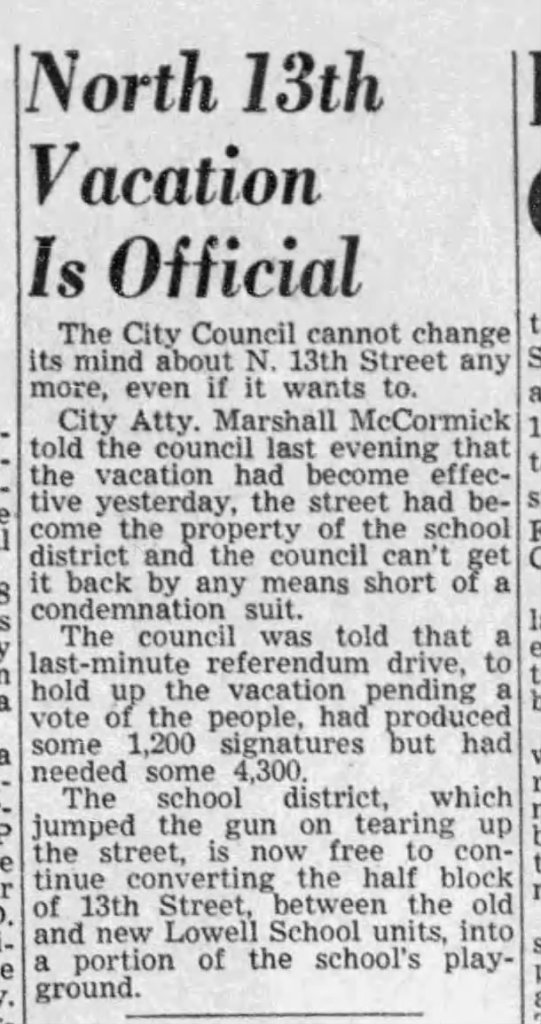 North 13th
Vacation
Is Official
The City Council cannot change
its mind about N. 13th Street any
more, even if it wants to.
City Atty. Marshall McCormick
told the council last evening that
the vacation had become effec-
tive yesterday, the street had be-
come the property of the school
district and the council can't get
it back by any means short of a
condemnation suit.
The council was told that a
last-minute referendum drive, to
hold up the vacation pending a
vote of the people, had produced
some 1,200 signatures but had
needed some 4,300.
The school district, which
jumped the gun on tearing up
the street, is now free to con-
tinue converting the half block
of 13th Street, between the old
and new Lowell School units, into
a portion of the school's play-
ground.